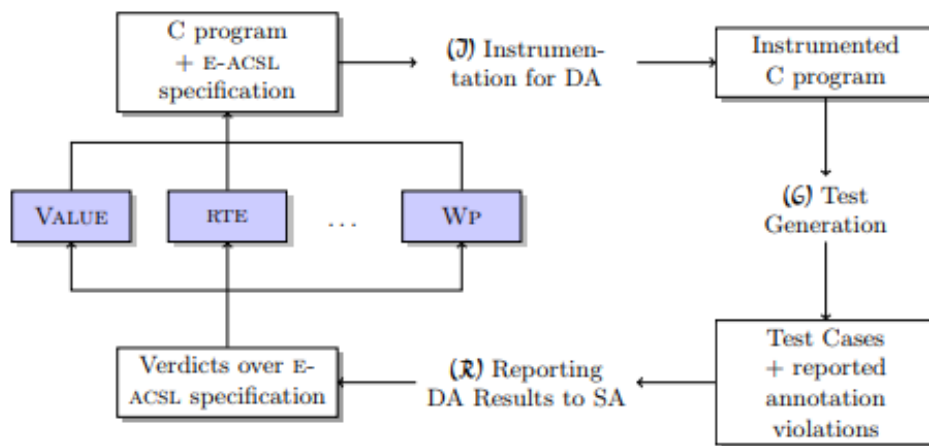 C program
+ E-ACSL
specification
(I) Instrumen-
tation for DA
Instrumented
C program
VALUE
RTE
...
WP
(G) Test
Generation
Verdicts over E-
ACSL specification
(R) Reporting
DA Results to SA
Test Cases
+ reported
annotation
violations